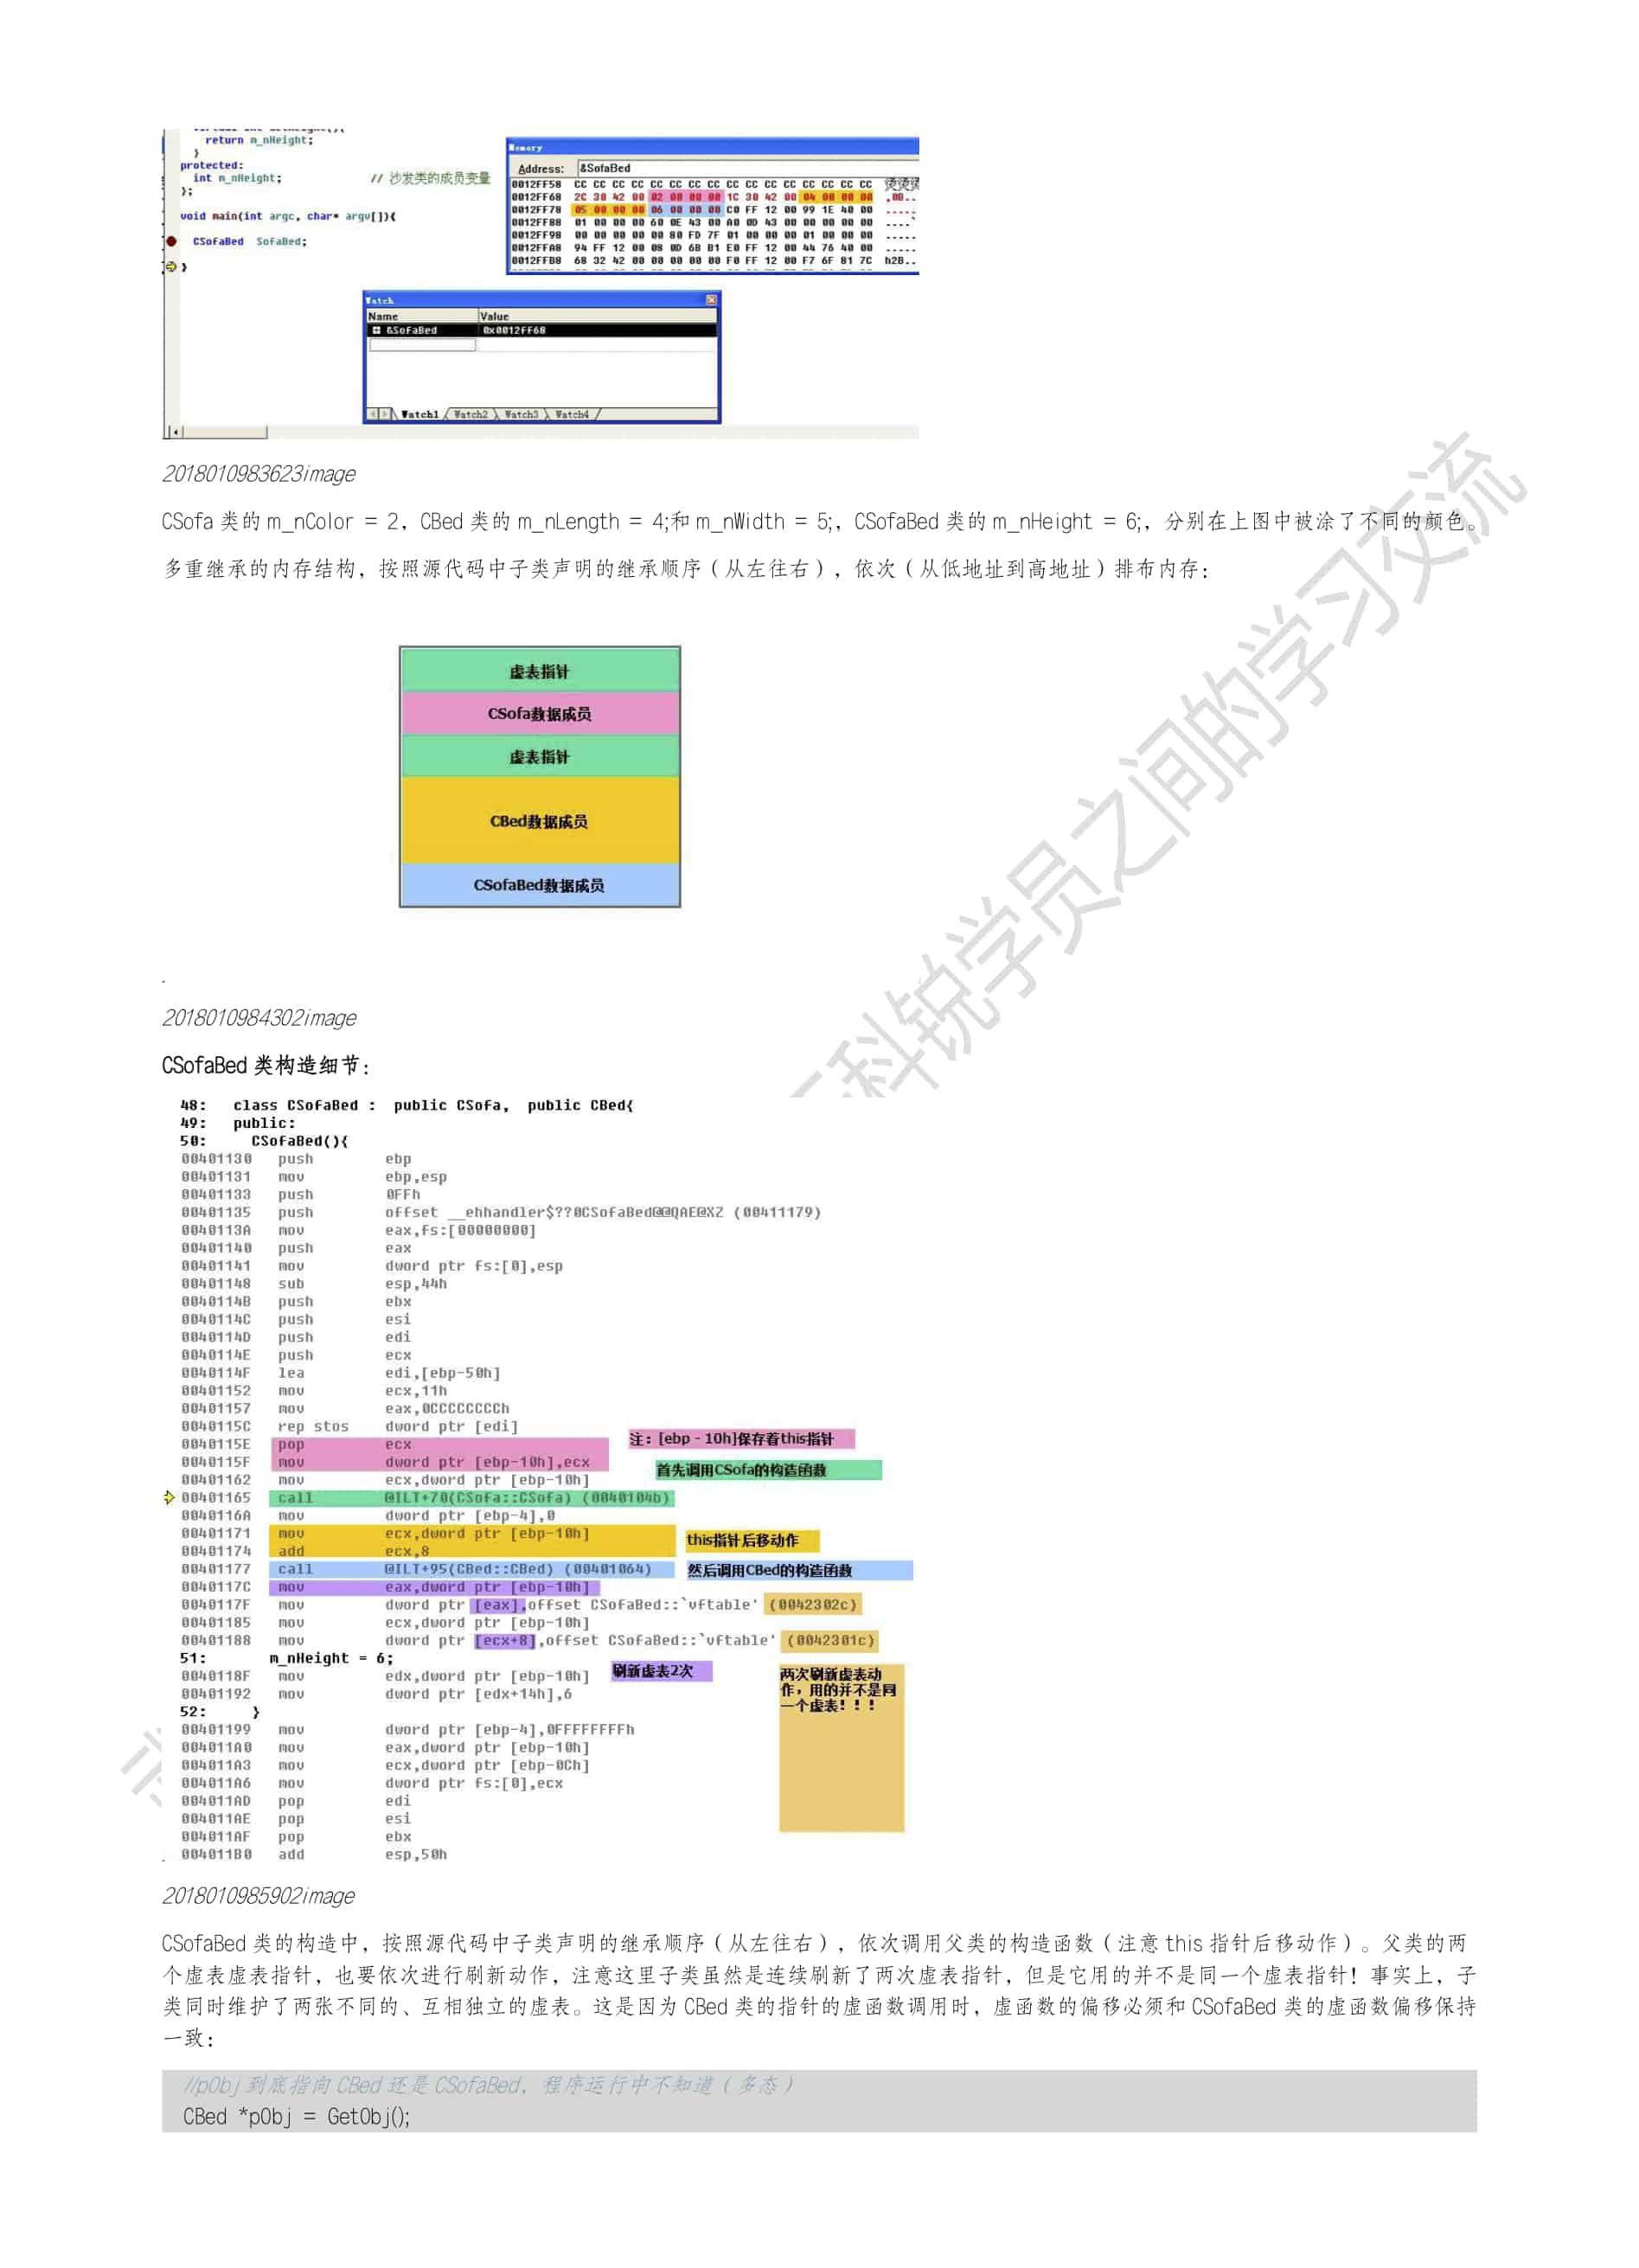 return m_nHeight;
}
protected:
int m_nHeight; // 沙发类的成员变量
};
void main(int argc, char* argv[]){
CSofaBed SofaBed;
}
Memory
Address: &SofaBed
0012FF58 CC CC CC CC CC CC CC CC CC CC CC CC CC CC CC CC 烫烫烫
0012FF68 2C 30 42 00 02 00 00 00 1C 30 42 00 04 00 00 00 ,0B..
0012FF78 05 00 00 00 06 00 00 00 C0 FF 12 00 99 1E 40 00
0012FF88 01 00 00 00 60 0E 43 00 A0 0D 43 00 00 00 00 00
0012FF98 00 00 00 00 00 80 FD 7F 01 00 00 00 01 00 00 00
0012FFA8 94 FF 12 00 08 0D 6B B1 E0 FF 12 00 44 76 40 00
0012FFB8 68 32 42 00 00 00 00 00 F0 FF 12 00 F7 6F 81 7C h2B..
Watch
Name Value
&SofaBed 0x0012FF68
Watch1 Watch2 Watch3 Watch4
2018010983623image
CSofa 类的 m_nColor = 2，CBed 类的 m_nLength = 4;和 m_nWidth = 5;，CSofaBed 类的 m_nHeight = 6;，分别在上图中被涂了不同的颜色。
多重继承的内存结构，按照源代码中子类声明的继承顺序（从左往右），依次（从低地址到高地址）排布内存：
虚表指针
CSofa数据成员
虚表指针
CBed数据成员
CSofaBed数据成员
2018010984302image
CSofaBed 类构造细节：
48: class CSofaBed : public CSofa, public CBed{
49: public:
50: CSofaBed(){
00401130 push ebp
00401131 mov ebp,esp
00401133 push 0FFh
00401135 push offset __ehhandler$??0CSofaBed@@QAE@XZ (00411179)
0040113A mov eax,fs:[00000000]
00401140 push eax
00401141 mov dword ptr fs:[0],esp
00401148 sub esp,44h
0040114B push ebx
0040114C push esi
0040114D push edi
0040114E push ecx
0040114F lea edi,[ebp-50h]
00401152 mov ecx,11h
00401157 mov eax,0CCCCCCCCh
0040115C rep stos dword ptr [edi]
0040115E pop ecx 注：[ebp - 10h]保存着this指针
0040115F mov dword ptr [ebp-10h],ecx
00401162 mov ecx,dword ptr [ebp-10h] 首先调用CSofa的构造函数
00401165 call @ILT+70(CSofa::CSofa) (0040104b)
0040116A mov dword ptr [ebp-4],0
00401171 mov ecx,dword ptr [ebp-10h] this指针后移动作
00401174 add ecx,8
00401177 call @ILT+95(CBed::CBed) (00401064) 然后调用CBed的构造函数
0040117C mov eax,dword ptr [ebp-10h]
0040117F mov dword ptr [eax],offset CSofaBed::`vftable' (0042302c)
00401185 mov ecx,dword ptr [ebp-10h]
00401188 mov dword ptr [ecx+8],offset CSofaBed::`vftable' (0042301c)
51: m_nHeight = 6; 刷新虚表2次
0040118F mov edx,dword ptr [ebp-10h]
00401192 mov dword ptr [edx+14h],6
52: }
00401199 mov dword ptr [ebp-4],0FFFFFFFFh
004011A0 mov eax,dword ptr [ebp-10h]
004011A3 mov ecx,dword ptr [ebp-0Ch]
004011A6 mov dword ptr fs:[0],ecx
004011AD pop edi
004011AE pop esi
004011AF pop ebx
004011B0 add esp,50h
两次刷新虚表动
作，用的并不是同
一个虚表！！！
2018010985902image
CSofaBed 类的构造中，按照源代码中子类声明的继承顺序（从左往右），依次调用父类的构造函数（注意 this 指针后移动作）。父类的两
个虚表虚表指针，也要依次进行刷新动作，注意这里子类虽然是连续刷新了两次虚表指针，但是它用的并不是同一个虚表指针！事实上，子
类同时维护了两张不同的、互相独立的虚表。这是因为 CBed 类的指针的虚函数调用时，虚函数的偏移必须和 CSofaBed 类的虚函数偏移保持
一致：
//pObj 到底指向 CBed 还是 CSofaBed，程序运行中不知道（多态）
CBed *pObj = GetObj();
科锐学员之间的学习交流